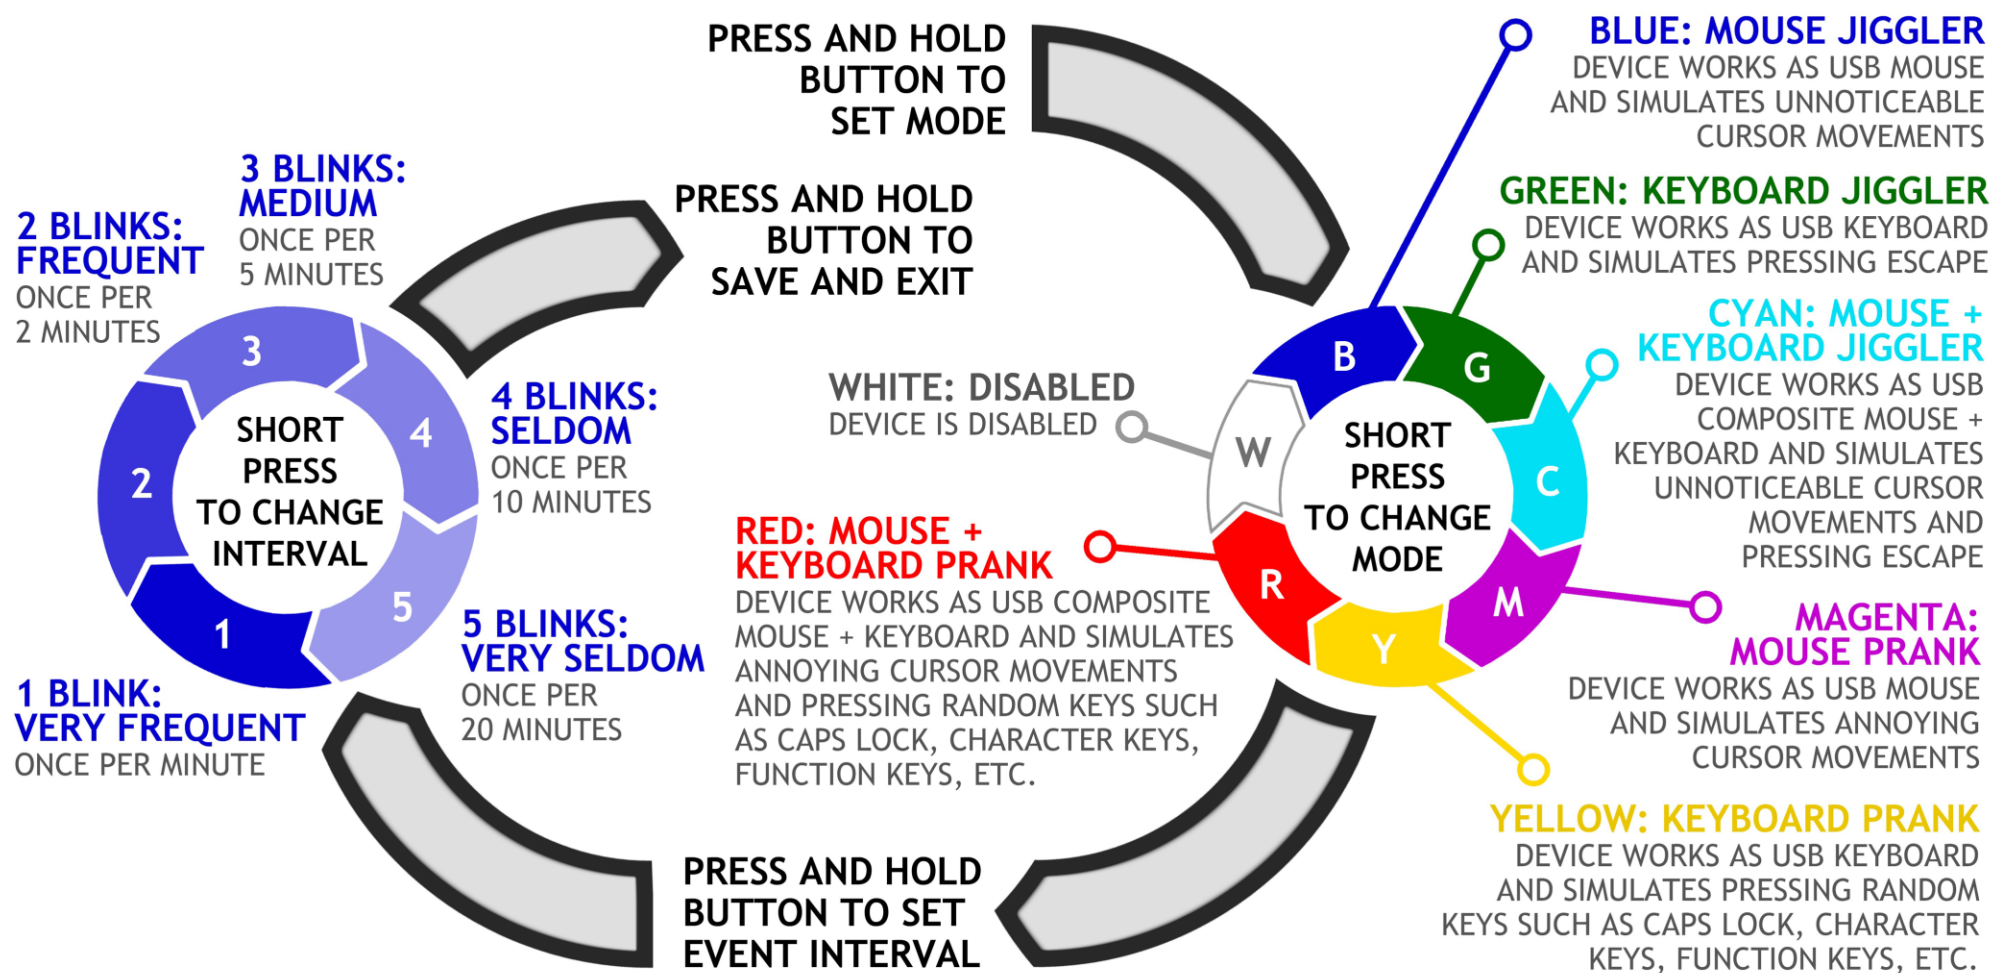 PRESS AND HOLD
BUTTON TO
SET MODE
BLUE: MOUSE JIGGLER
DEVICE WORKS AS USB MOUSE
AND SIMULATES UNNOTICEABLE
CURSOR MOVEMENTS
GREEN: KEYBOARD JIGGLER
DEVICE WORKS AS USB KEYBOARD
AND SIMULATES PRESSING ESCAPE
CYAN: MOUSE +
KEYBOARD JIGGLER
DEVICE WORKS AS USB
COMPOSITE MOUSE +
KEYBOARD AND SIMULATES
UNNOTICEABLE CURSOR
MOVEMENTS AND
PRESSING ESCAPE
MAGENTA:
MOUSE PRANK
DEVICE WORKS AS USB MOUSE
AND SIMULATES ANNOYING
CURSOR MOVEMENTS
YELLOW: KEYBOARD PRANK
DEVICE WORKS AS USB KEYBOARD
AND SIMULATES PRESSING RANDOM
KEYS SUCH AS CAPS LOCK, CHARACTER
KEYS, FUNCTION KEYS, ETC.
RED: MOUSE +
KEYBOARD PRANK
DEVICE WORKS AS USB COMPOSITE
MOUSE + KEYBOARD AND SIMULATES
ANNOYING CURSOR MOVEMENTS
AND PRESSING RANDOM KEYS SUCH
AS CAPS LOCK, CHARACTER KEYS,
FUNCTION KEYS, ETC.
WHITE: DISABLED
DEVICE IS DISABLED
B
G
C
M
Y
R
W
SHORT
PRESS
TO CHANGE
MODE
PRESS AND HOLD
BUTTON TO SET
EVENT INTERVAL
1 BLINK:
VERY FREQUENT
ONCE PER MINUTE
2 BLINKS:
FREQUENT
ONCE PER
2 MINUTES
3 BLINKS:
MEDIUM
ONCE PER
5 MINUTES
4 BLINKS:
SELDOM
ONCE PER
10 MINUTES
5 BLINKS:
VERY SELDOM
ONCE PER
20 MINUTES
1
2
3
4
5
SHORT
PRESS
TO CHANGE
INTERVAL
PRESS AND HOLD
BUTTON TO
SAVE AND EXIT